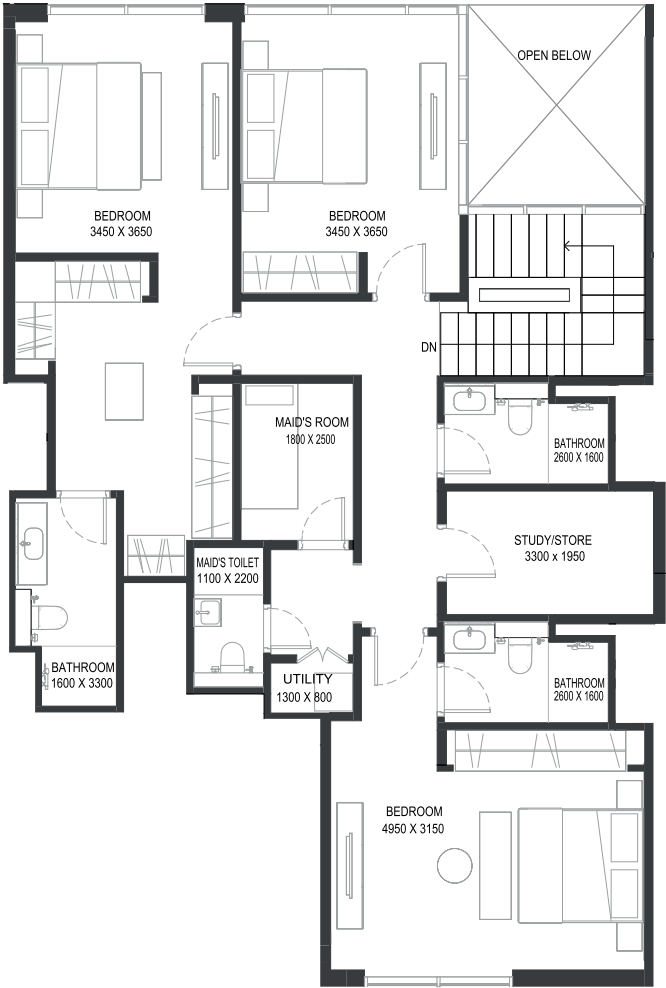 OPEN BELOW
BEDROOM
3450 X 3650
BEDROOM
3450 X 3650
DN
MAID'S ROOM
1800 X 2500
BATHROOM
2600 X 1600
STUDY/STORE
3300 x 1950
MAID'S TOILET
1100 X 2200
BATHROOM
1600 X 3300
UTILITY
1300 X 800
BATHROOM
2600 X 1600
BEDROOM
4950 X 3150